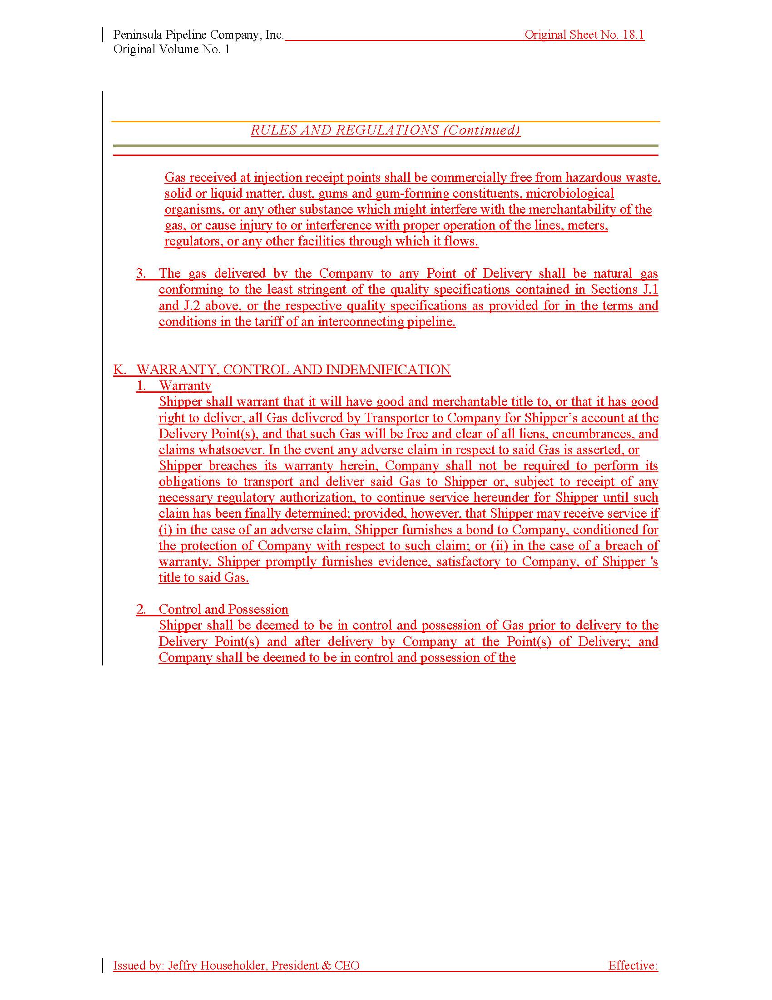 Peninsula Pipeline Company, Inc. Original Sheet No. 18.1
Original Volume No. 1
RULES AND REGULATIONS (Continued)
Gas received at injection receipt points shall be commercially free from hazardous waste,
solid or liquid matter, dust, gums and gum-forming constituents, microbiological
organisms, or any other substance which might interfere with the merchantability of the
gas, or cause injury to or interference with proper operation of the lines, meters,
regulators, or any other facilities through which it flows.
3. The gas delivered by the Company to any Point of Delivery shall be natural gas
conforming to the least stringent of the quality specifications contained in Sections J.1
and J.2 above, or the respective quality specifications as provided for in the terms and
conditions in the tariff of an interconnecting pipeline.
K. WARRANTY, CONTROL AND INDEMNIFICATION
1. Warranty
Shipper shall warrant that it will have good and merchantable title to, or that it has good
right to deliver, all Gas delivered by Transporter to Company for Shipper’s account at the
Delivery Point(s), and that such Gas will be free and clear of all liens, encumbrances, and
claims whatsoever. In the event any adverse claim in respect to said Gas is asserted, or
Shipper breaches its warranty herein, Company shall not be required to perform its
obligations to transport and deliver said Gas to Shipper or, subject to receipt of any
necessary regulatory authorization, to continue service hereunder for Shipper until such
claim has been finally determined; provided, however, that Shipper may receive service if
(i) in the case of an adverse claim, Shipper furnishes a bond to Company, conditioned for
the protection of Company with respect to such claim; or (ii) in the case of a breach of
warranty, Shipper promptly furnishes evidence, satisfactory to Company, of Shipper 's
title to said Gas.
2. Control and Possession
Shipper shall be deemed to be in control and possession of Gas prior to delivery to the
Delivery Point(s) and after delivery by Company at the Point(s) of Delivery; and
Company shall be deemed to be in control and possession of the
Issued by: Jeffry Householder, President & CEO Effective: